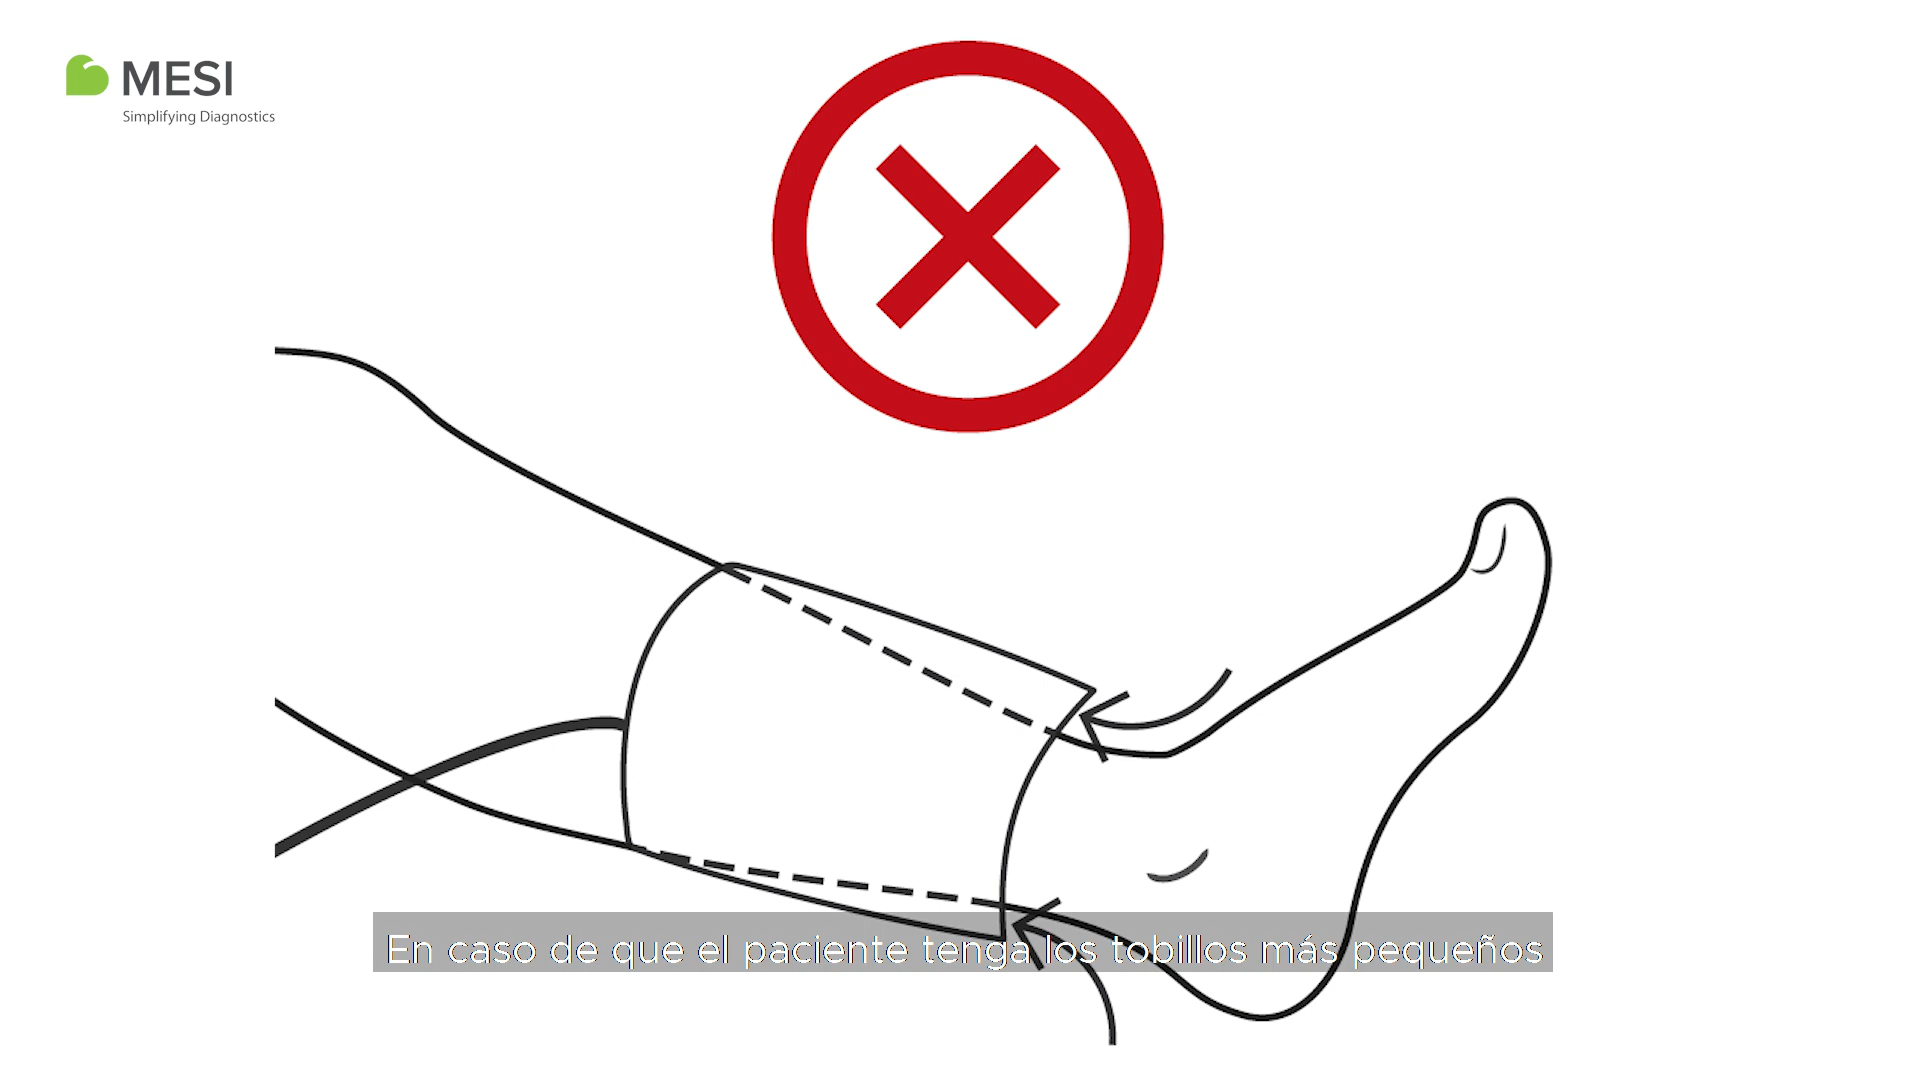 MESI
Simplifying Diagnostics
En caso de que el paciente tenga los tobillos más pequeños